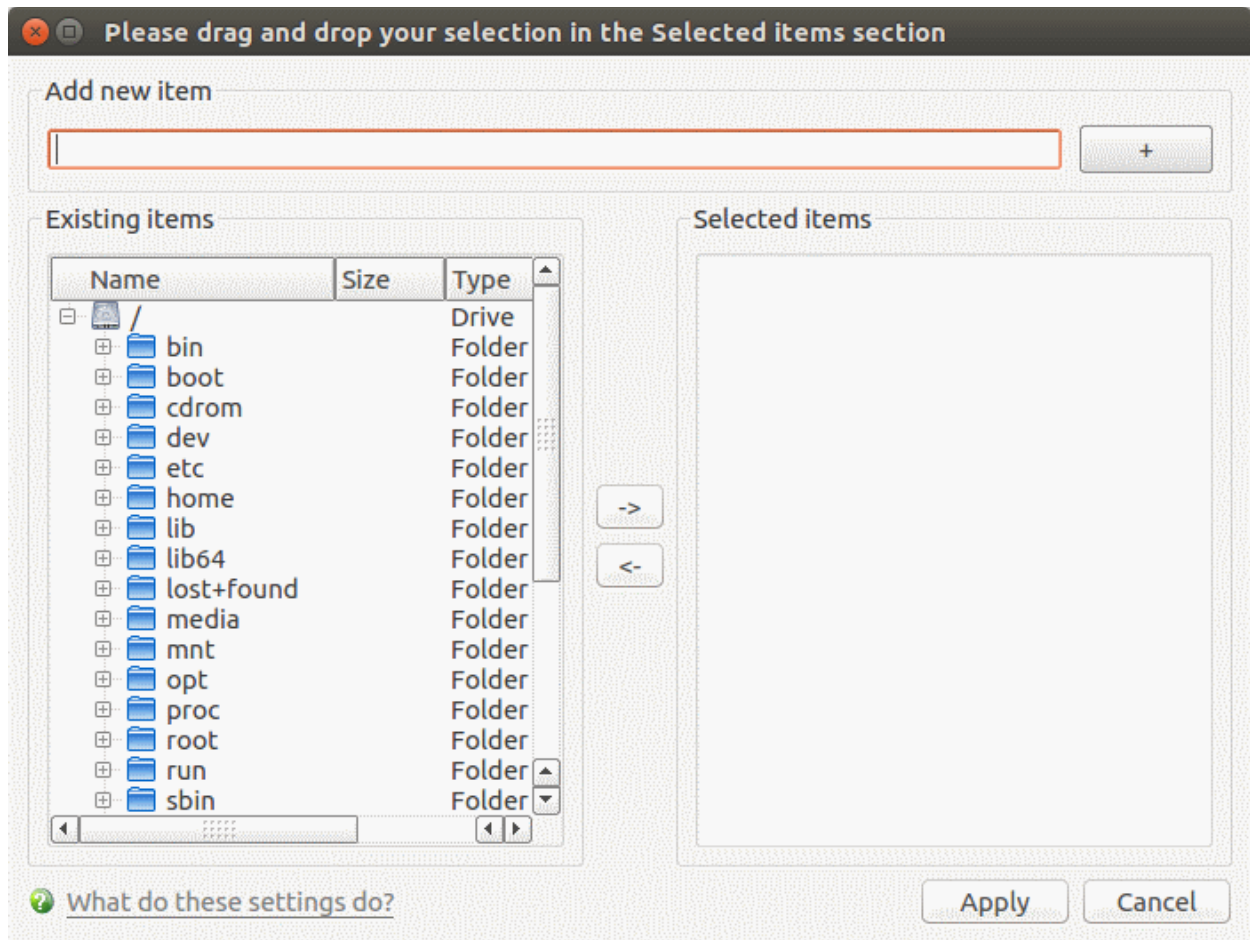 Please drag and drop your selection in the Selected items section
Add new item
+
Existing items
Selected items
Name Size Type
/ Drive
bin Folder
boot Folder
cdrom Folder
dev Folder
etc Folder
home Folder
lib Folder
lib64 Folder
lost+found Folder
media Folder
mnt Folder
opt Folder
proc Folder
root Folder
run Folder
sbin Folder
->
<-
What do these settings do?
Apply
Cancel